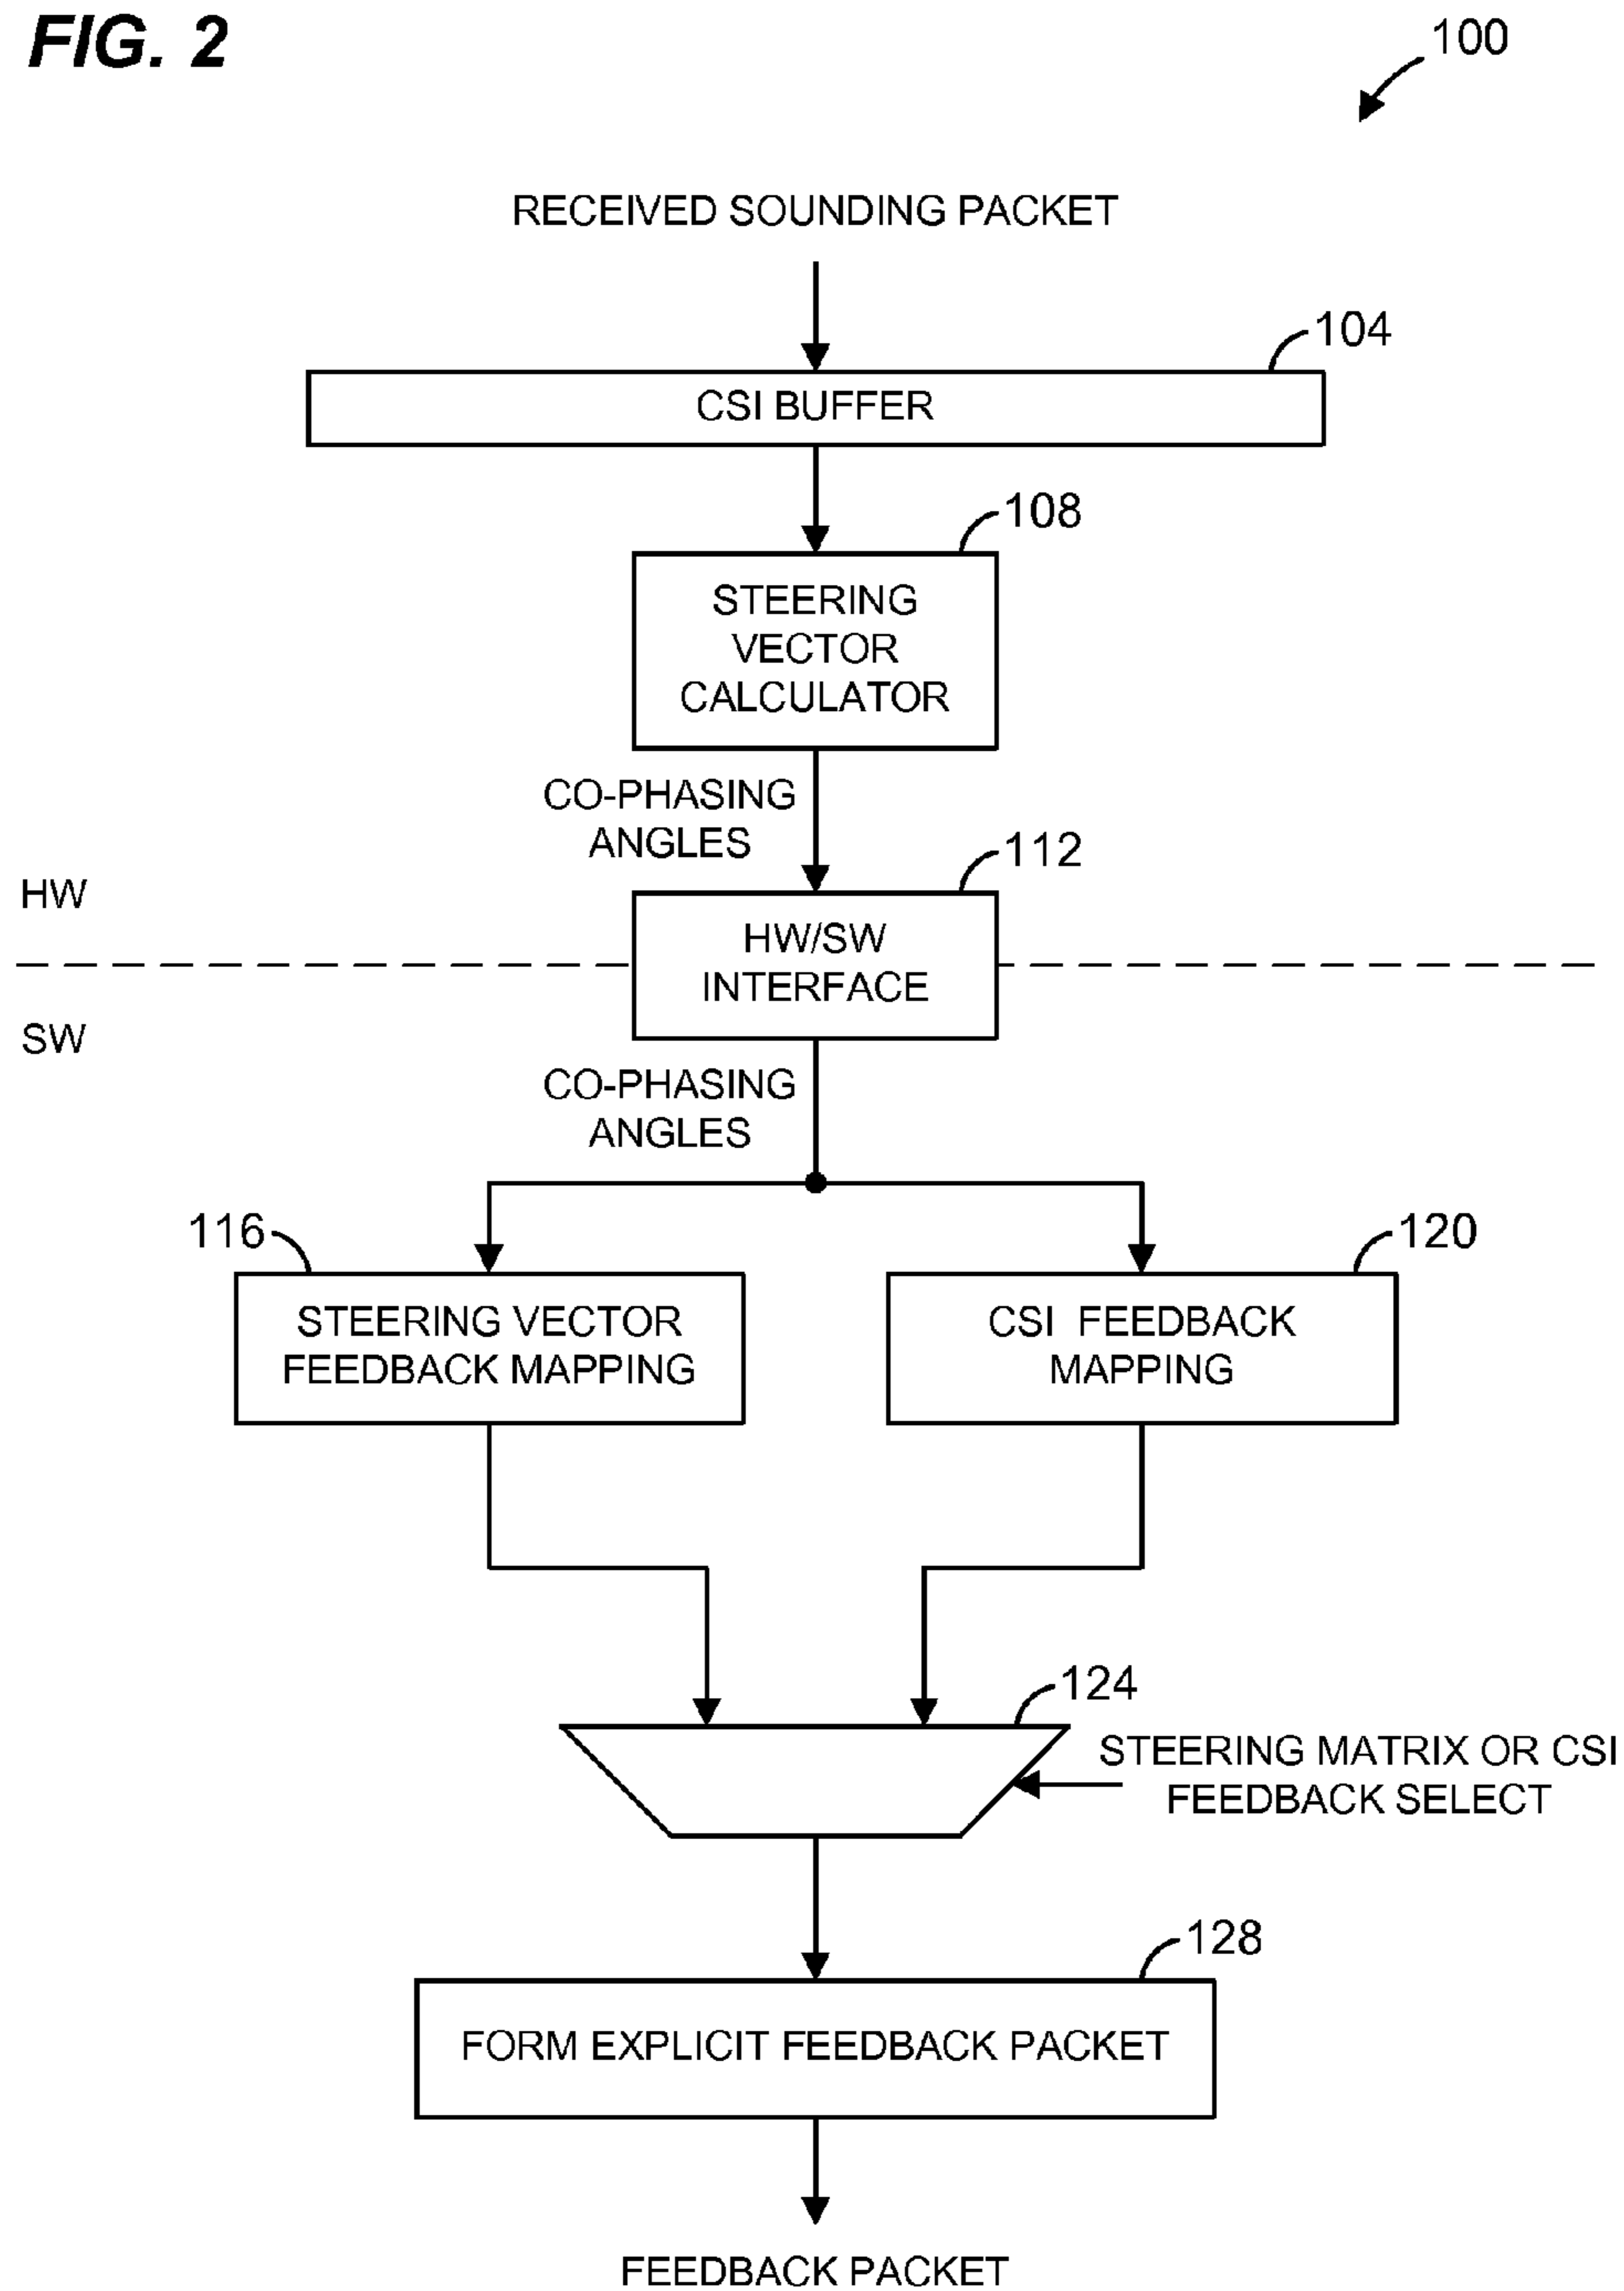 FIG. 2
100
RECEIVED SOUNDING PACKET
104
CSI BUFFER
108
STEERING
VECTOR
CALCULATOR
CO-PHASING
ANGLES
112
HW
HW/SW
INTERFACE
SW
CO-PHASING
ANGLES
116
120
STEERING VECTOR
FEEDBACK MAPPING
CSI FEEDBACK
MAPPING
124
STEERING MATRIX OR CSI
FEEDBACK SELECT
128
FORM EXPLICIT FEEDBACK PACKET
FEEDBACK PACKET